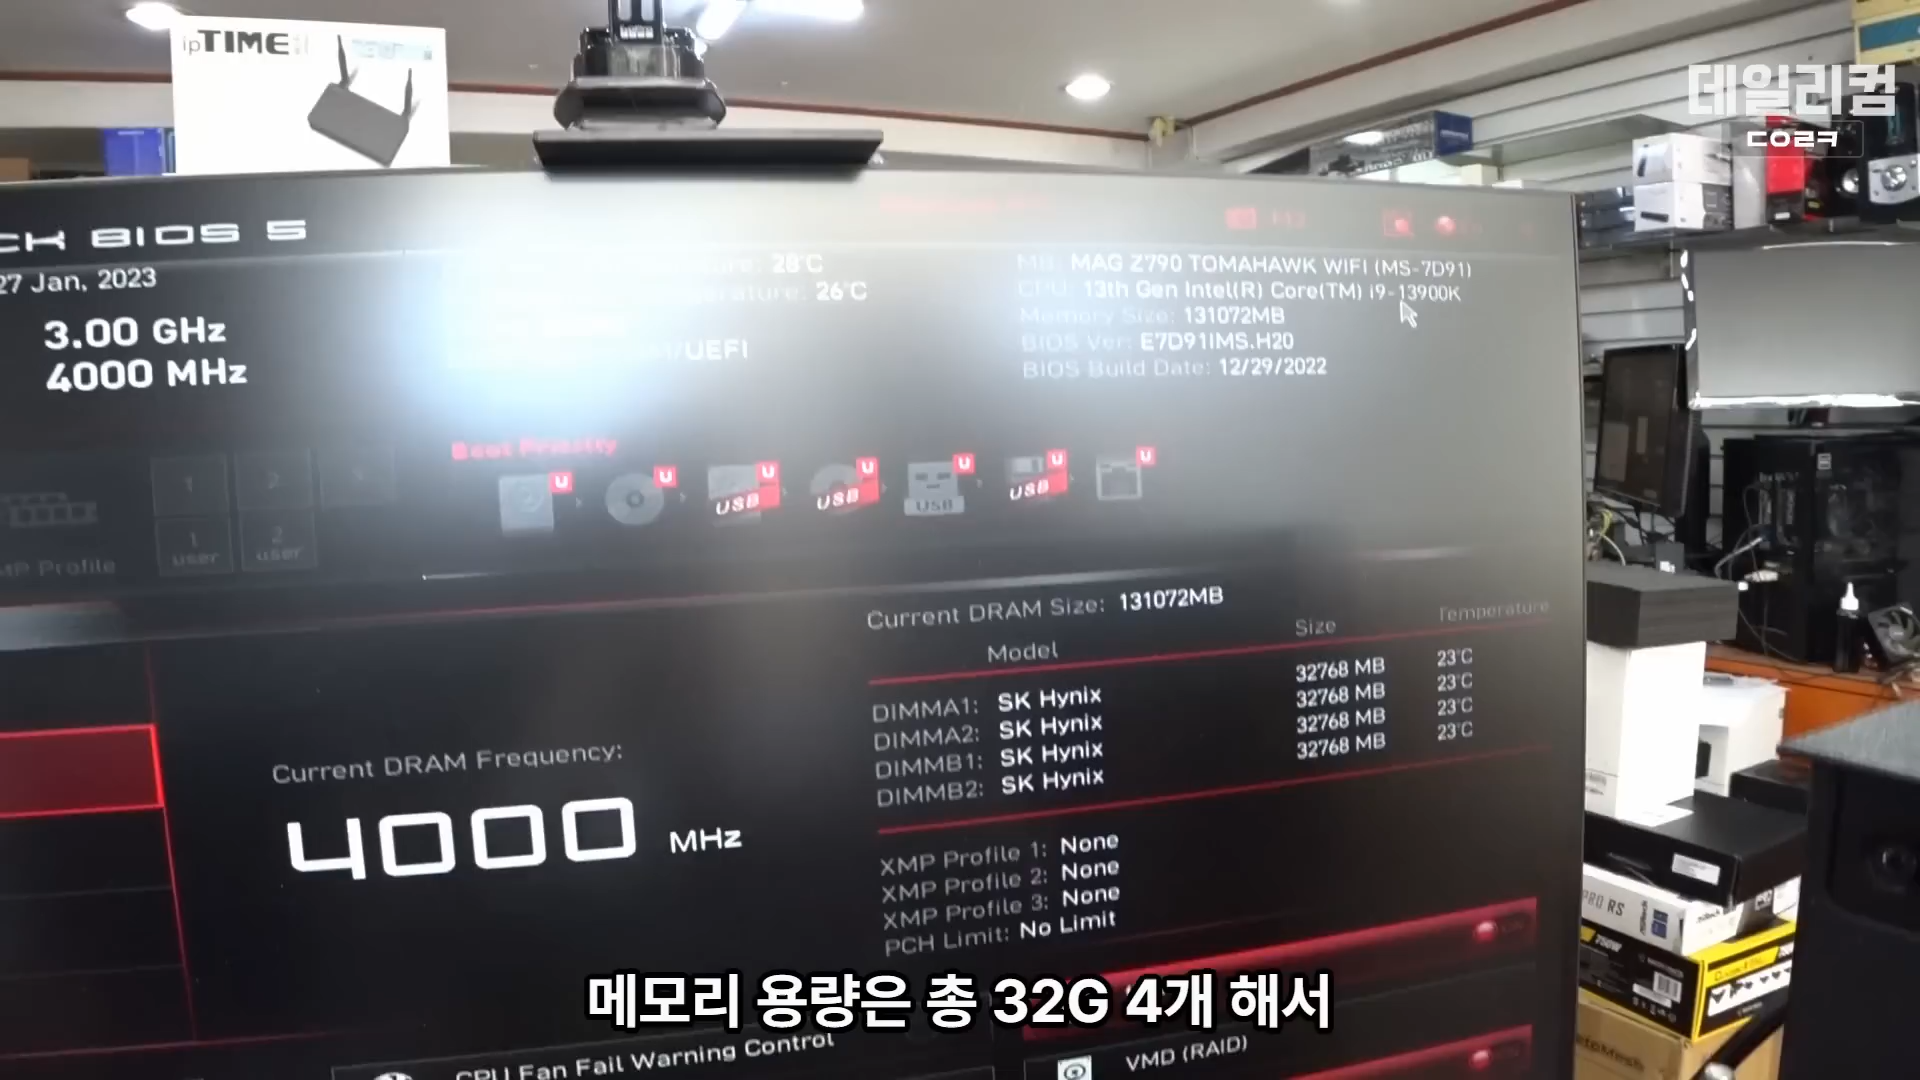 ipTIME
데일리컴
ㄷㅇㄹㅋ
CK BIOS 5
27 Jan, 2023
3.00 GHz
4000 MHz
28°C
26°C
/UEFI
MB: MAG Z790 TOMAHAWK WIFI (MS-7D91)
CPU: 13th Gen Intel(R) Core(TM) i9-13900K
Memory Size: 131072MB
BIOS Ver: E7D91IMS.H20
BIOS Build Date: 12/29/2022
Boot Priority
U U U U U U U
USB USB USB USB
1 2
1 user 2 user
MP Profile
Current DRAM Size: 131072MB
Model Size Temperature
DIMMA1: SK Hynix 32768 MB 23°C
DIMMA2: SK Hynix 32768 MB 23°C
DIMMB1: SK Hynix 32768 MB 23°C
DIMMB2: SK Hynix 32768 MB 23°C
Current DRAM Frequency:
4000 MHz
XMP Profile 1: None
XMP Profile 2: None
XMP Profile 3: None
PCH Limit: No Limit
PRO RS
750W
메모리 용량은 총 32G 4개 해서
CPU Fan Fail Warning Control
VMD (RAID)